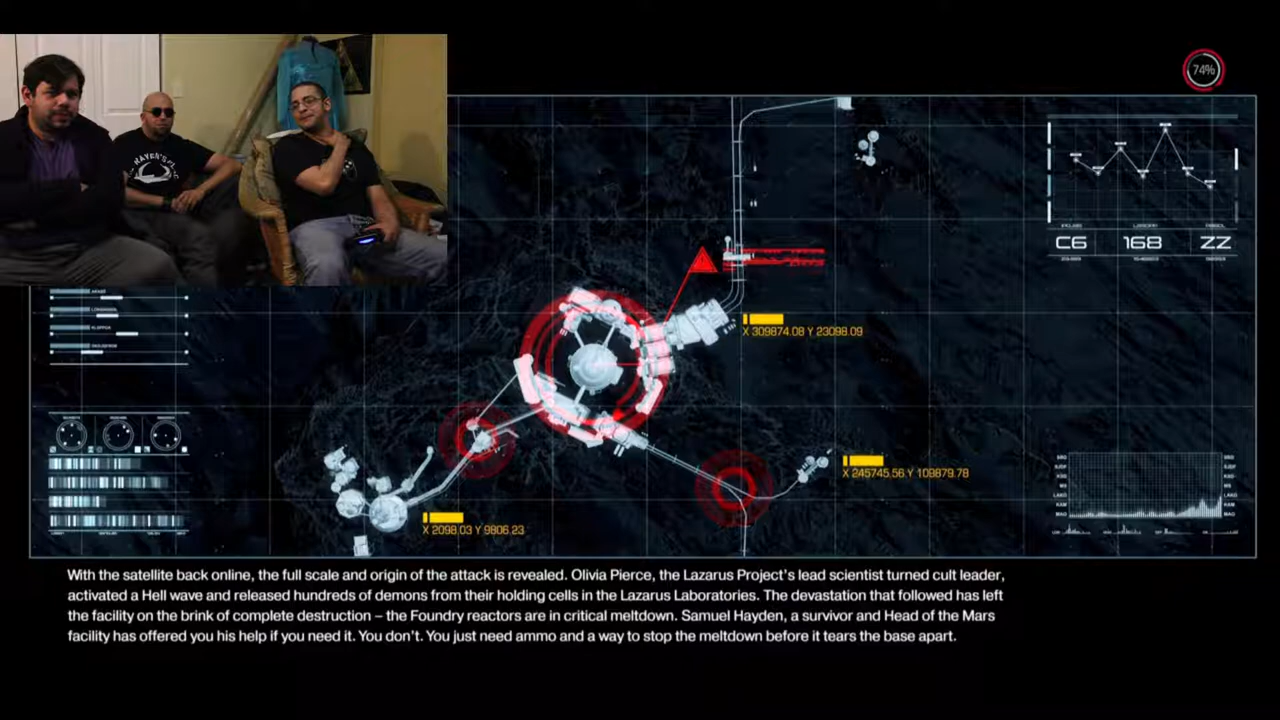 74%
C6 168 ZZ
X 309874.08 Y 23098.09
X 245745.56 Y 109879.78
X 2098.03 Y 9806.23
With the satellite back online, the full scale and origin of the attack is revealed. Olivia Pierce, the Lazarus Project's lead scientist turned cult leader,
activated a Hell wave and released hundreds of demons from their holding cells in the Lazarus Laboratories. The devastation that followed has left
the facility on the brink of complete destruction – the Foundry reactors are in critical meltdown. Samuel Hayden, a survivor and Head of the Mars
facility has offered you his help if you need it. You don't. You just need ammo and a way to stop the meltdown before it tears the base apart.